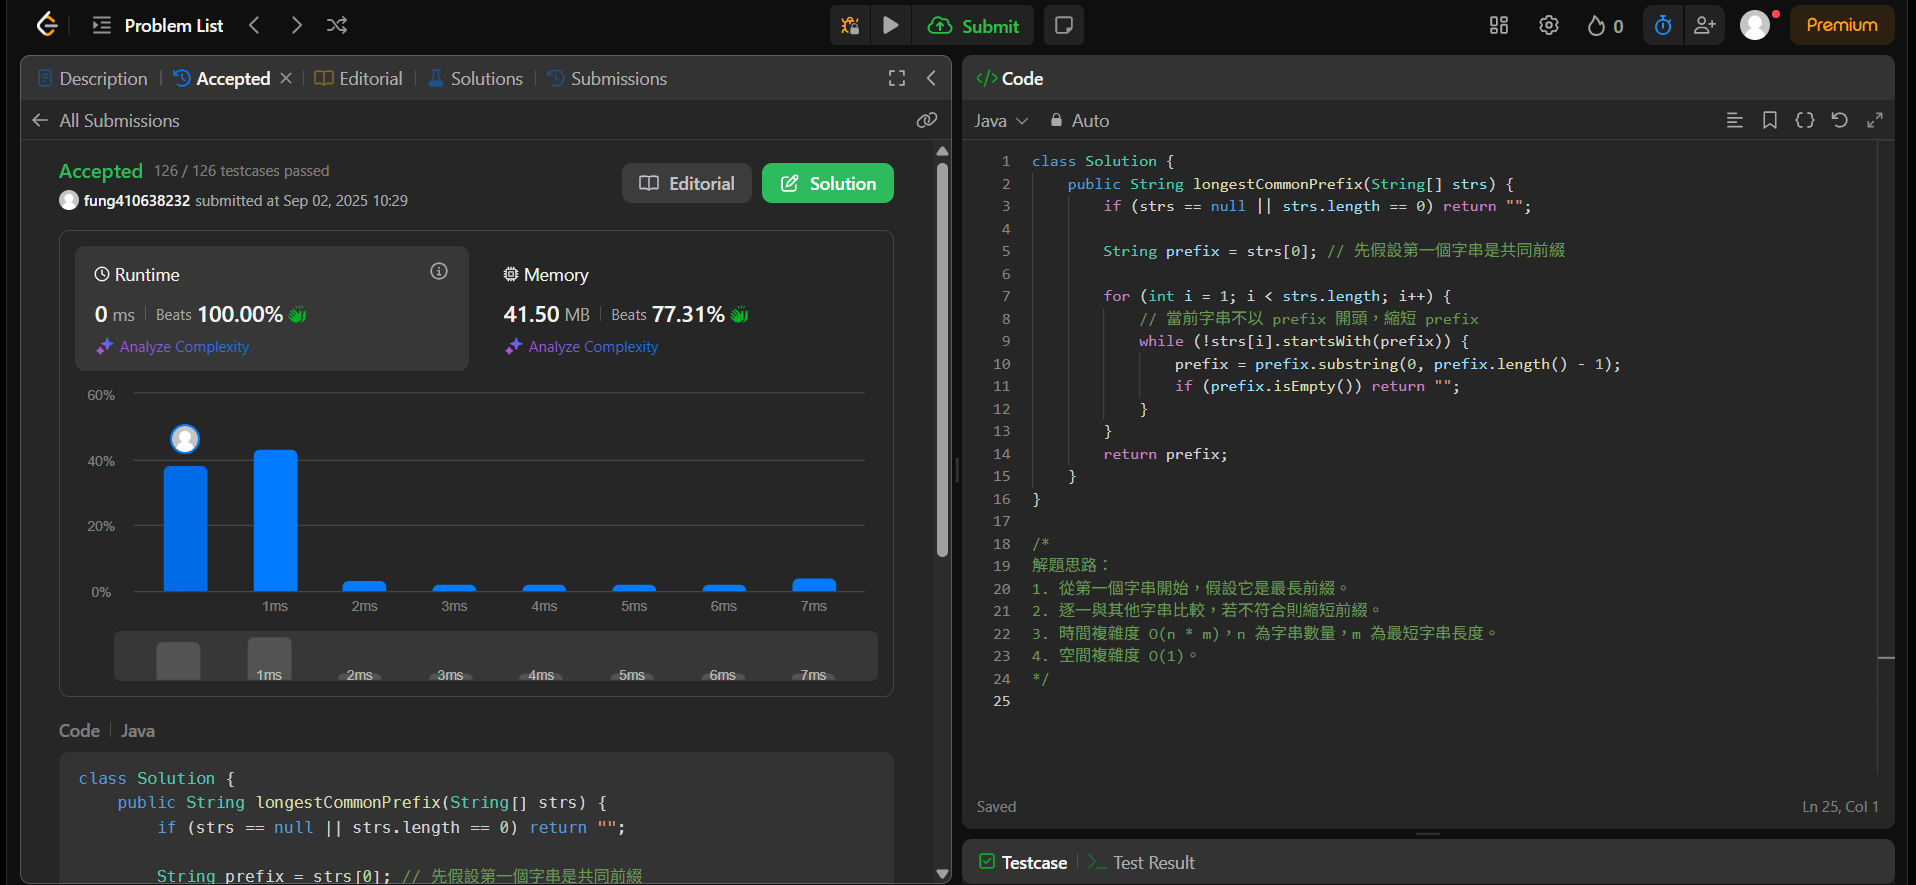 Problem List
Submit
0
Premium
Description
Accepted
Editorial
Solutions
Submissions
All Submissions
Accepted 126 / 126 testcases passed
fung410638232 submitted at Sep 02, 2025 10:29
Editorial
Solution
Runtime
0 ms Beats 100.00%
Analyze Complexity
Memory
41.50 MB Beats 77.31%
Analyze Complexity
60%
40%
20%
0%
1ms 2ms 3ms 4ms 5ms 6ms 7ms
1ms 2ms 3ms 4ms 5ms 6ms 7ms
Code Java
class Solution {
public String longestCommonPrefix(String[] strs) {
if (strs == null || strs.length == 0) return "";
String prefix = strs[0]; // 先假設第一個字串是共同前綴
</> Code
Java Auto
1 class Solution {
2 public String longestCommonPrefix(String[] strs) {
3 if (strs == null || strs.length == 0) return "";
4
5 String prefix = strs[0]; // 先假設第一個字串是共同前綴
6
7 for (int i = 1; i < strs.length; i++) {
8 // 當前字串不以 prefix 開頭，縮短 prefix
9 while (!strs[i].startsWith(prefix)) {
10 prefix = prefix.substring(0, prefix.length() - 1);
11 if (prefix.isEmpty()) return "";
12 }
13 }
14 return prefix;
15 }
16 }
17
18 /*
19 解題思路：
20 1. 從第一個字串開始，假設它是最長前綴。
21 2. 逐一與其他字串比較，若不符合則縮短前綴。
22 3. 時間複雜度 O(n * m)，n 為字串數量，m 為最短字串長度。
23 4. 空間複雜度 O(1)。
24 */
25
Saved
Ln 25, Col 1
Testcase
Test Result